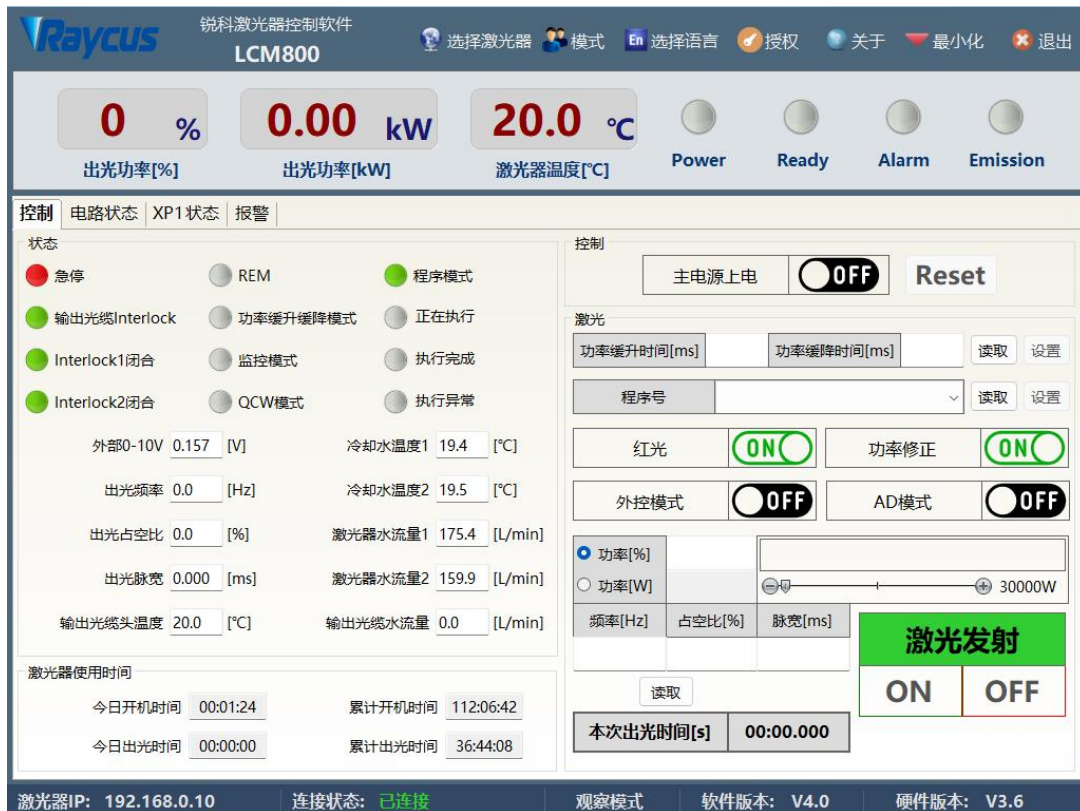 Raycus
锐科激光器控制软件
LCM800
选择激光器 模式 En 选择语言 授权 关于 最小化 退出
0 % 0.00 kW 20.0 ℃
出光功率[%] 出光功率[kW] 激光器温度[℃] Power Ready Alarm Emission
控制 电路状态 XP1状态 报警
状态
急停 REM 程序模式
输出光缆Interlock 功率缓升缓降模式 正在执行
Interlock1闭合 监控模式 执行完成
Interlock2闭合 QCW模式 执行异常
外部0-10V 0.157 [V] 冷却水温度1 19.4 [℃]
出光频率 0.0 [Hz] 冷却水温度2 19.5 [℃]
出光占空比 0.0 [%] 激光器水流量1 175.4 [L/min]
出光脉宽 0.000 [ms] 激光器水流量2 159.9 [L/min]
输出光缆头温度 20.0 [℃] 输出光缆水流量 0.0 [L/min]
激光器使用时间
今日开机时间 00:01:24 累计开机时间 112:06:42
今日出光时间 00:00:00 累计出光时间 36:44:08
控制
主电源上电 OFF Reset
激光
功率缓升时间[ms] 功率缓降时间[ms] 读取 设置
程序号 读取 设置
红光 ON 功率修正 ON
外控模式 OFF AD模式 OFF
功率[%]
功率[W] 30000W
频率[Hz] 占空比[%] 脉宽[ms]
激光发射
读取
ON OFF
本次出光时间[s] 00:00.000
激光器IP: 192.168.0.10 连接状态: 已连接 观察模式 软件版本: V4.0 硬件版本: V3.6